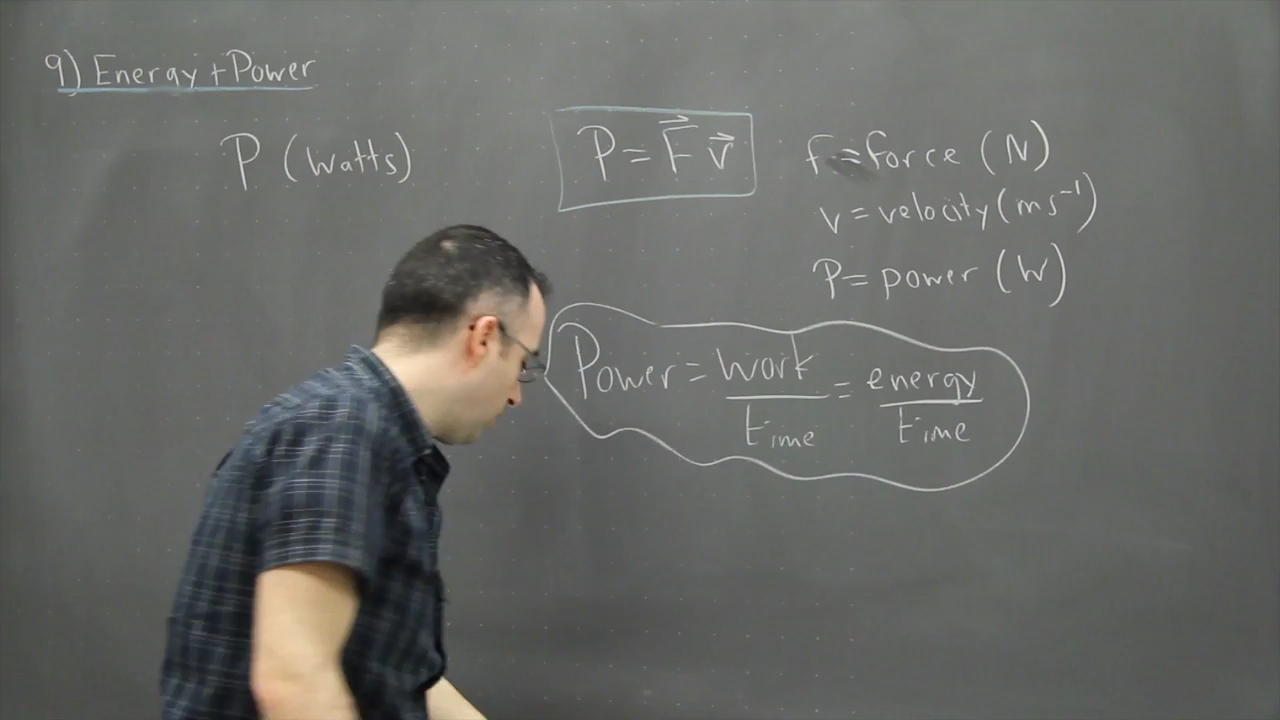 9) Energy + Power
P (Watts)
P = F⃗ v⃗
f = force (N)
v = velocity (ms⁻¹)
P = power (W)
Power = work/time = energy/time